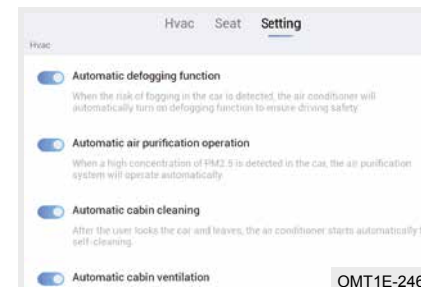 Hvac Seat Setting
Hvac
Automatic defogging function
When the risk of fogging in the car is detected, the air conditioner will
automatically turn on defogging function to ensure driving safety.
Automatic air purification operation
When a high concentration of PM2.5 is detected in the car, the air purification
system will operate automatically.
Automatic cabin cleaning
After the user locks the car and leaves, the air conditioner starts automatically
self-cleaning.
Automatic cabin ventilation
OMT1E-246